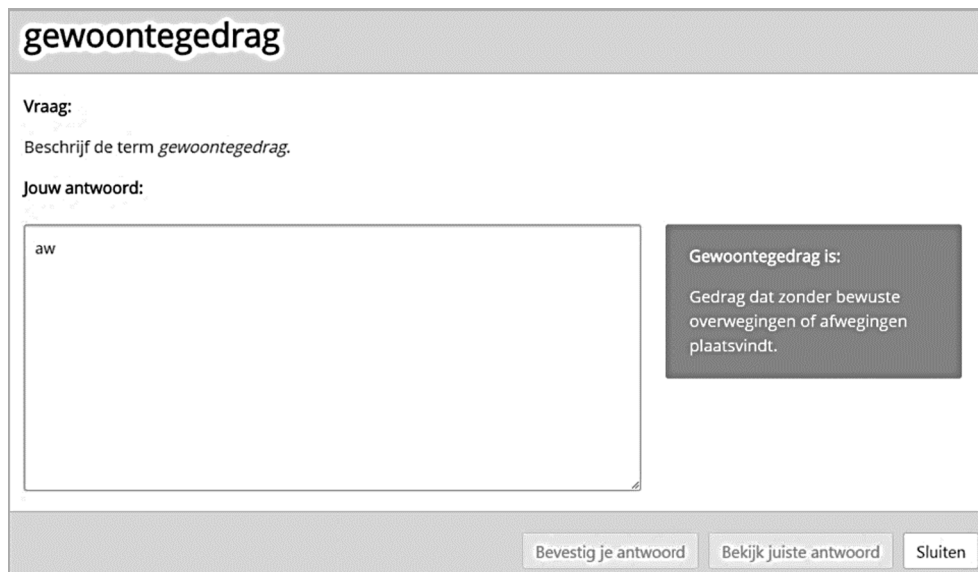 gewoontegedrag
Vraag:
Beschrijf de term gewoontegedrag.
Jouw antwoord:
aw
Gewoontegedrag is:
Gedrag dat zonder bewuste
overwegingen of afwegingen
plaatsvindt.
Bevestig je antwoord
Bekijk juiste antwoord
Sluiten